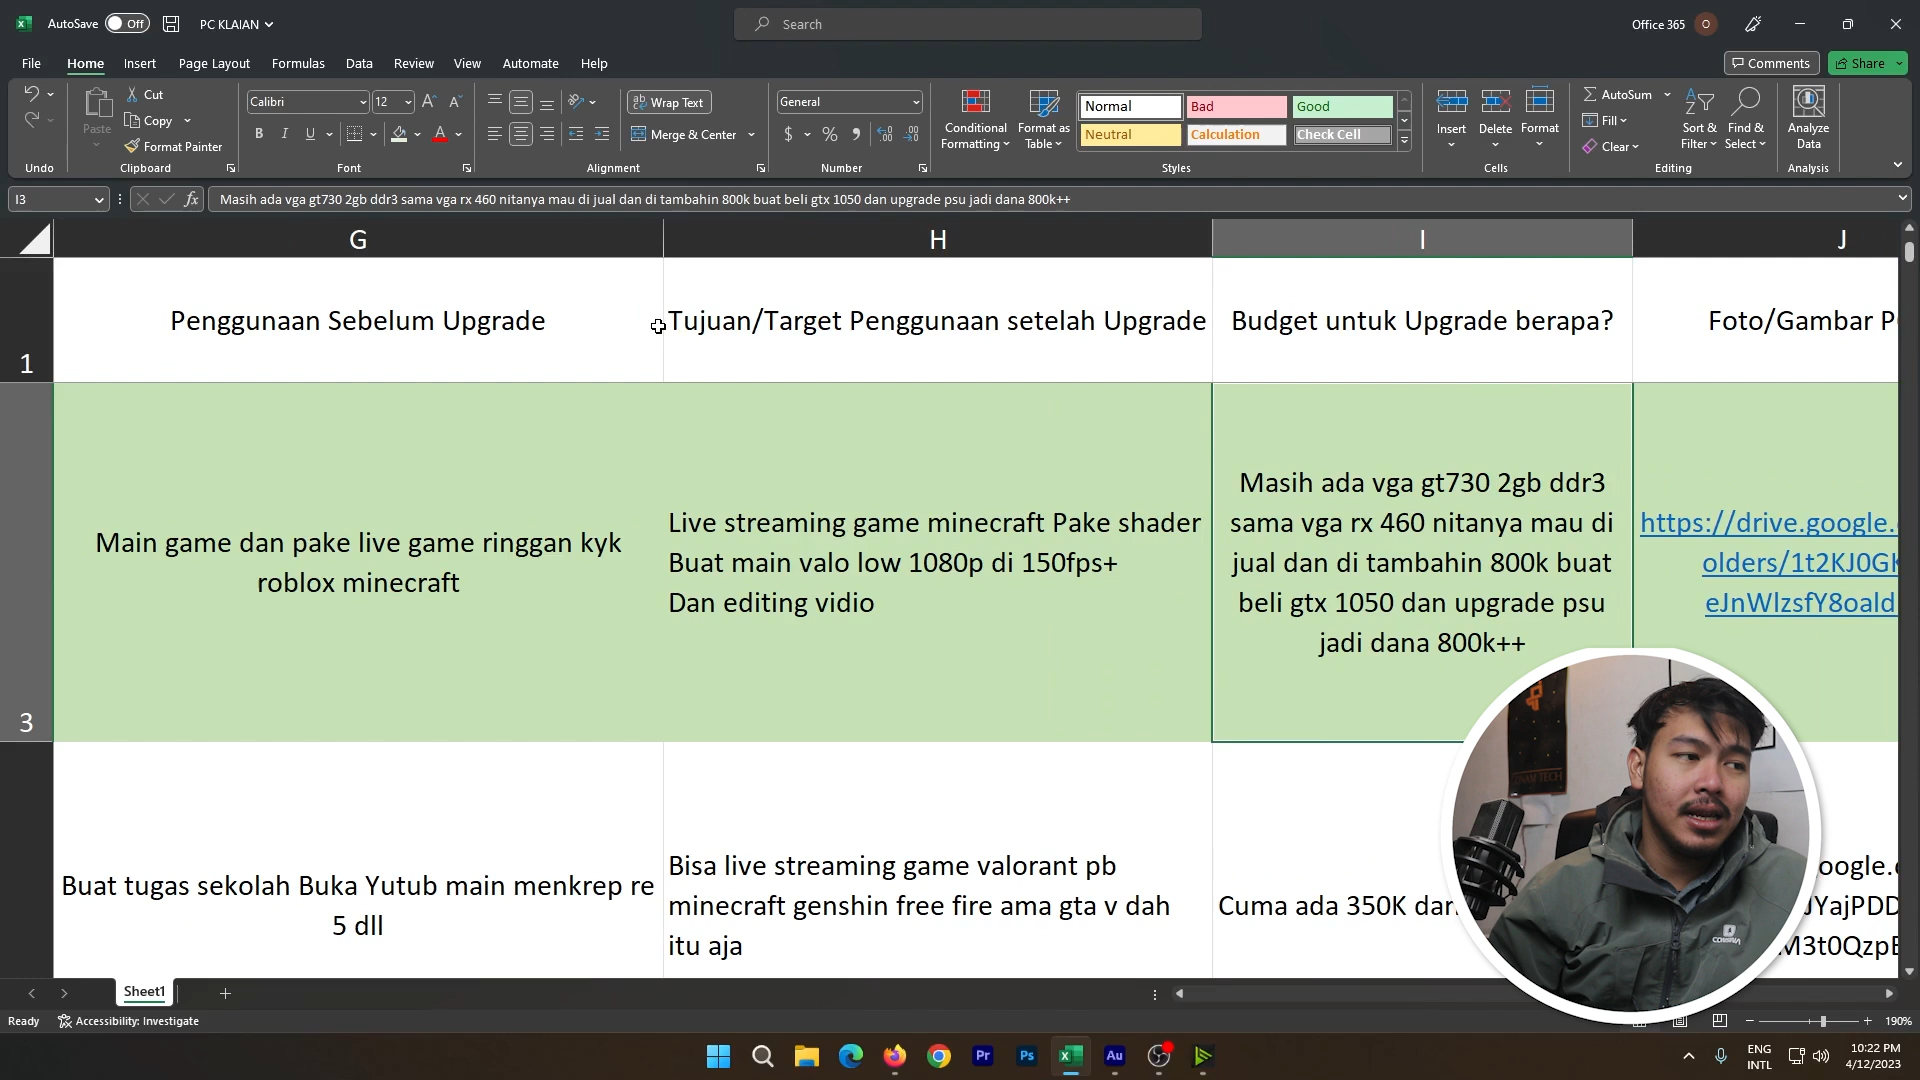 AutoSave Off PC KLAIAN Search Office 365 O
File Home Insert Page Layout Formulas Data Review View Automate Help Comments Share
Cut
Copy
Format Painter
Paste
Calibri 12
B I U A
Wrap Text
Merge & Center
General
$ %
Conditional Formatting
Format as Table
Normal Bad Good
Neutral Calculation Check Cell
Insert Delete Format
AutoSum
Fill
Clear
Sort & Filter
Find & Select
Analyze Data
Undo Clipboard Font Alignment Number Styles Cells Editing Analysis
I3 fx Masih ada vga gt730 2gb ddr3 sama vga rx 460 nitanya mau di jual dan di tambahin 800k buat beli gtx 1050 dan upgrade psu jadi dana 800k++
G H I J
1 Penggunaan Sebelum Upgrade Tujuan/Target Penggunaan setelah Upgrade Budget untuk Upgrade berapa? Foto/Gambar P
3
Main game dan pake live game ringgan kyk
roblox minecraft
Live streaming game minecraft Pake shader
Buat main valo low 1080p di 150fps+
Dan editing vidio
Masih ada vga gt730 2gb ddr3
sama vga rx 460 nitanya mau di
jual dan di tambahin 800k buat
beli gtx 1050 dan upgrade psu
jadi dana 800k++
https://drive.google.
olders/1t2KJ0GK
eJnWlzsfY8oald
Buat tugas sekolah Buka Yutub main menkrep re
5 dll
Bisa live streaming game valorant pb
minecraft genshin free fire ama gta v dah
itu aja
Cuma ada 350K dan
oogle.
JYajPDD
M3t0QzpE
Sheet1
Ready Accessibility: Investigate 190%
Pr Ps Au
ENG
INTL
10:22 PM
4/12/2023